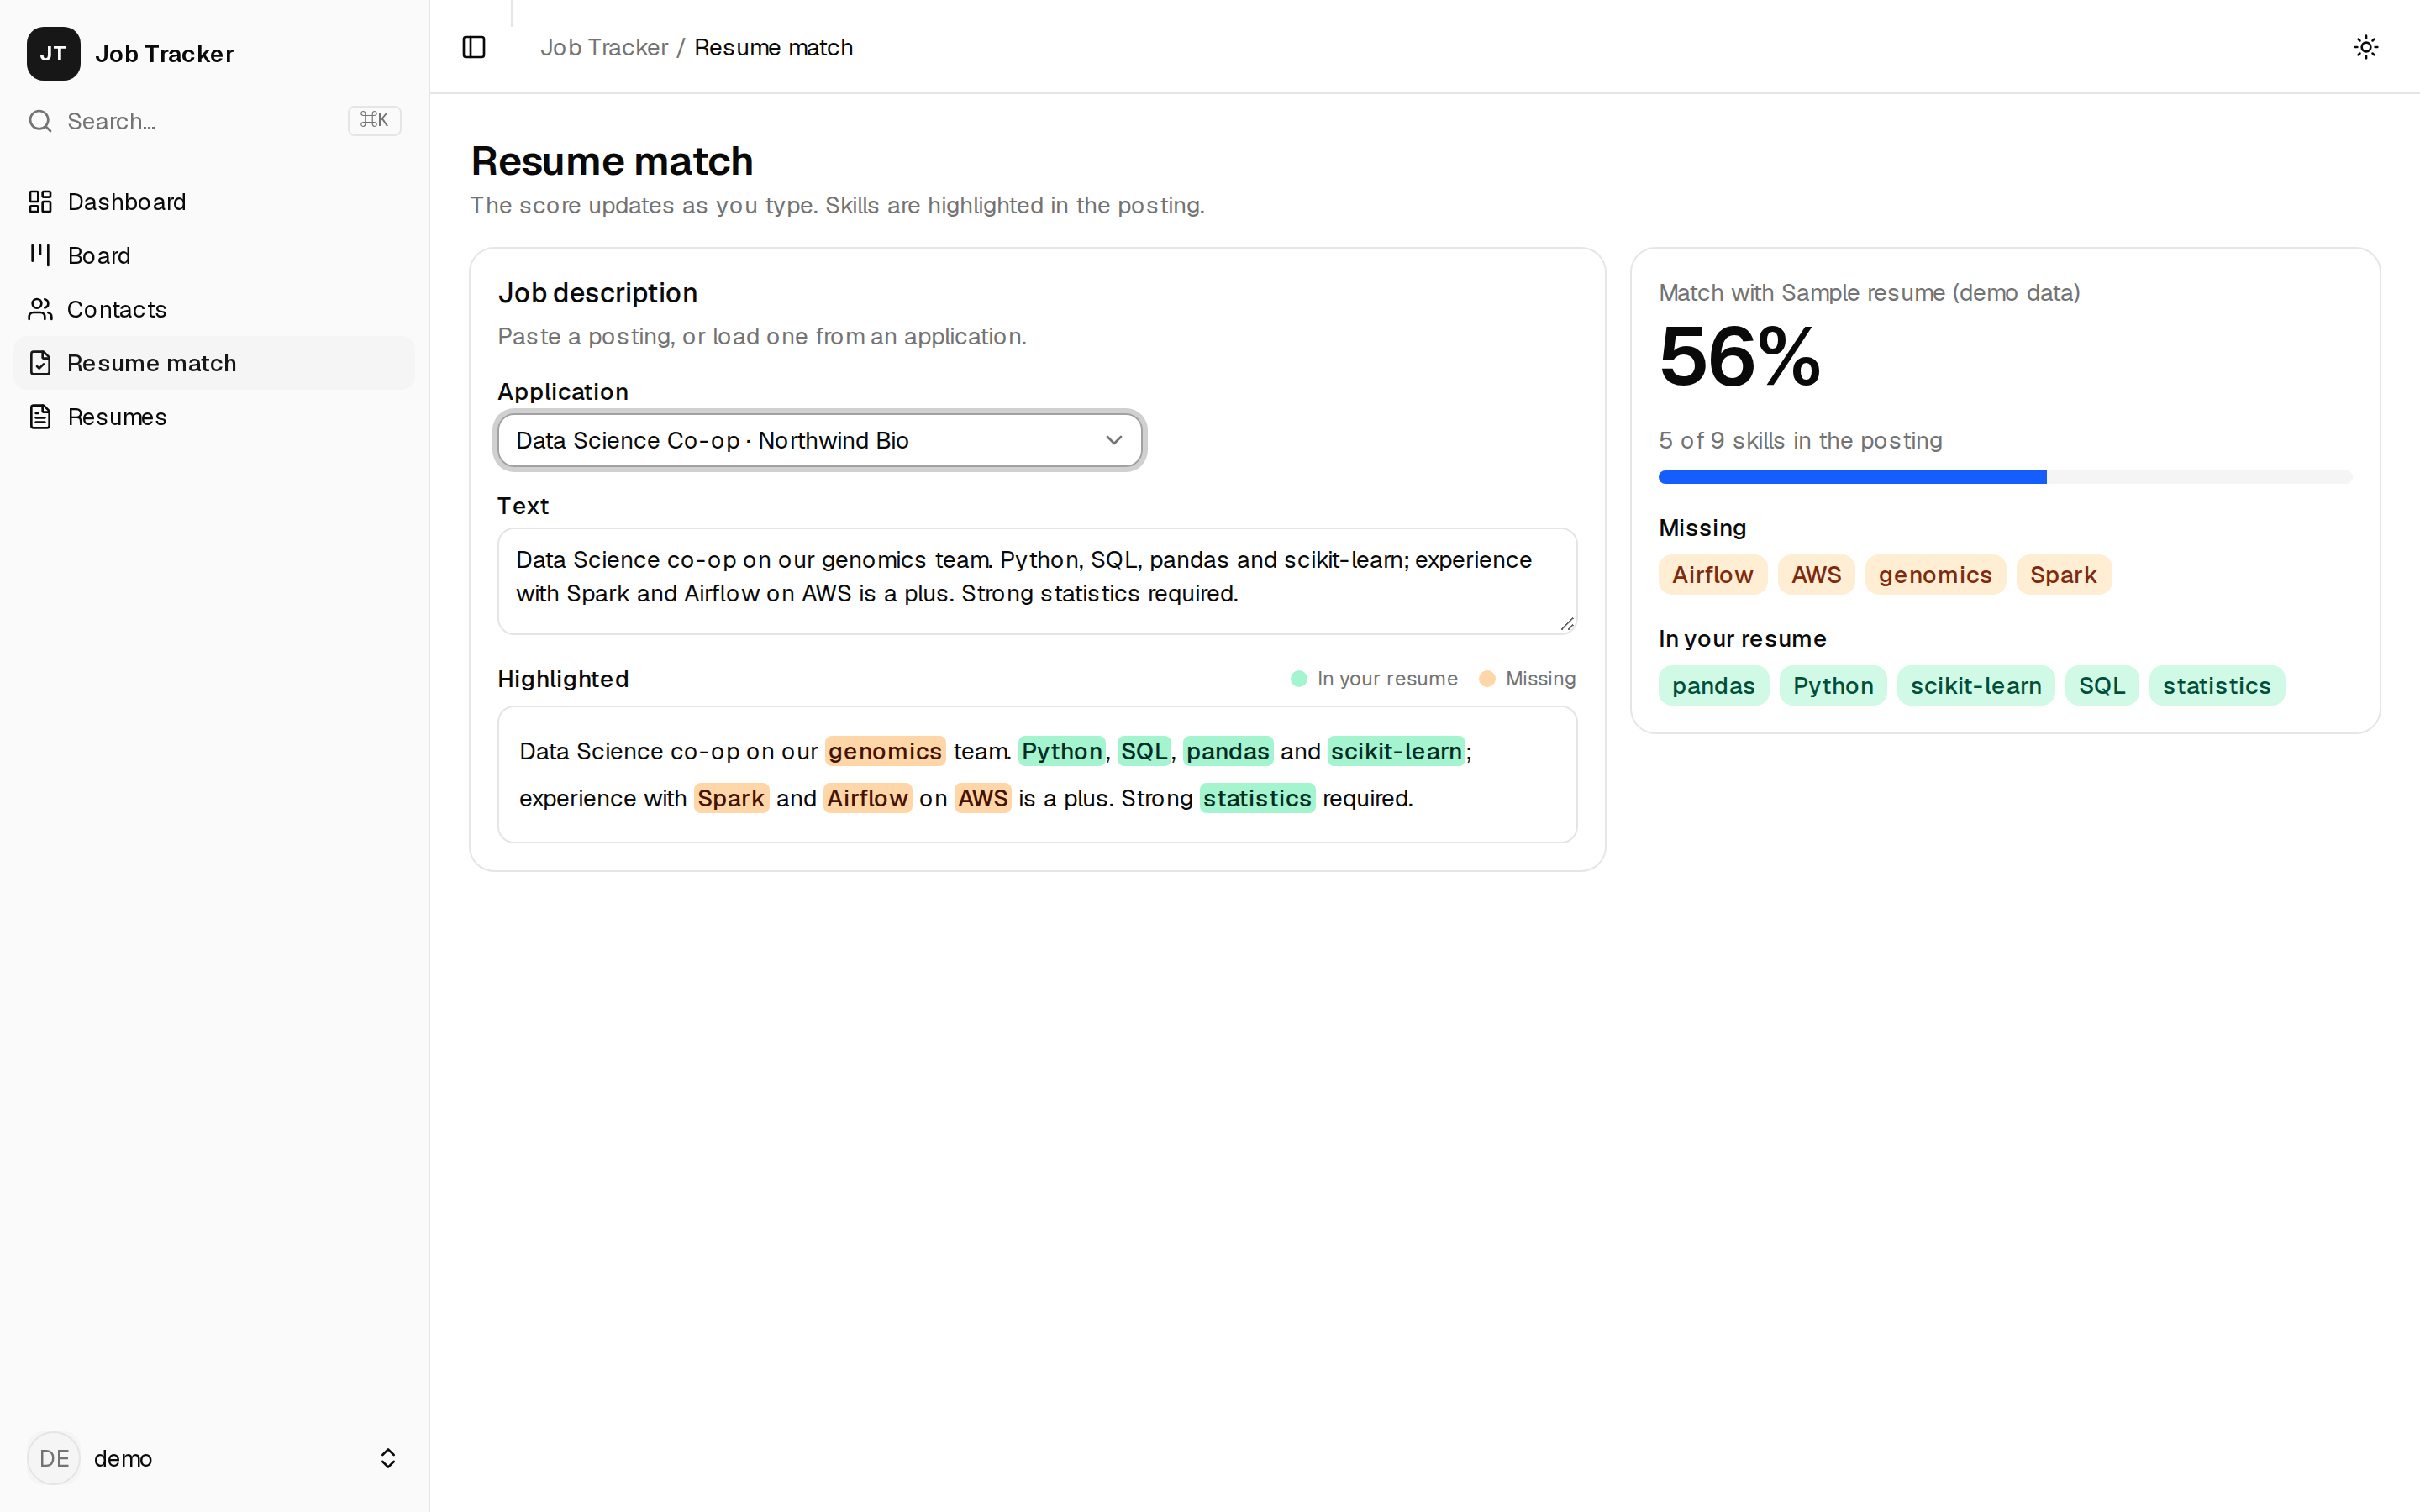 JT Job Tracker
Search... ⌘K
Dashboard
Board
Contacts
Resume match
Resumes
DE demo
Job Tracker / Resume match
Resume match
The score updates as you type. Skills are highlighted in the posting.
Job description
Paste a posting, or load one from an application.
Application
Data Science Co-op · Northwind Bio
Text
Data Science co-op on our genomics team. Python, SQL, pandas and scikit-learn; experience
with Spark and Airflow on AWS is a plus. Strong statistics required.
Highlighted In your resume Missing
Data Science co-op on our genomics team. Python, SQL, pandas and scikit-learn;
experience with Spark and Airflow on AWS is a plus. Strong statistics required.
Match with Sample resume (demo data)
56%
5 of 9 skills in the posting
Missing
Airflow AWS genomics Spark
In your resume
pandas Python scikit-learn SQL statistics